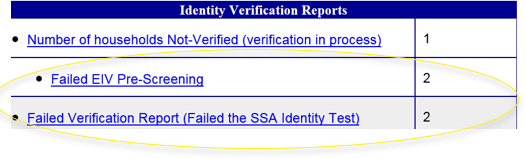 Identity Verification Reports
• Number of households Not-Verified (verification in process) 1
• Failed EIV Pre-Screening 2
• Failed Verification Report (Failed the SSA Identity Test) 2